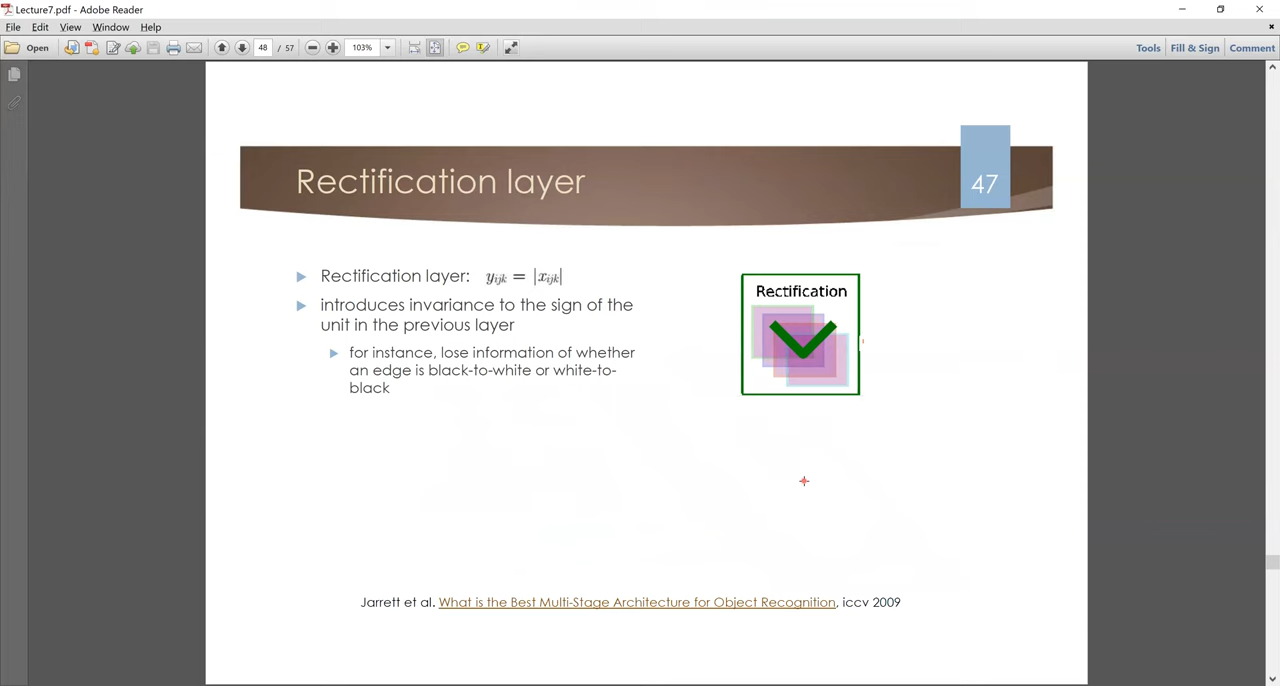 Lecture7.pdf - Adobe Reader
File Edit View Window Help
Open 48 / 57 103% Tools Fill & Sign Comment
Rectification layer
47
Rectification layer: yijk = |xijk|
introduces invariance to the sign of the
unit in the previous layer
for instance, lose information of whether
an edge is black-to-white or white-to-
black
Rectification
Jarrett et al. What is the Best Multi-Stage Architecture for Object Recognition, iccv 2009